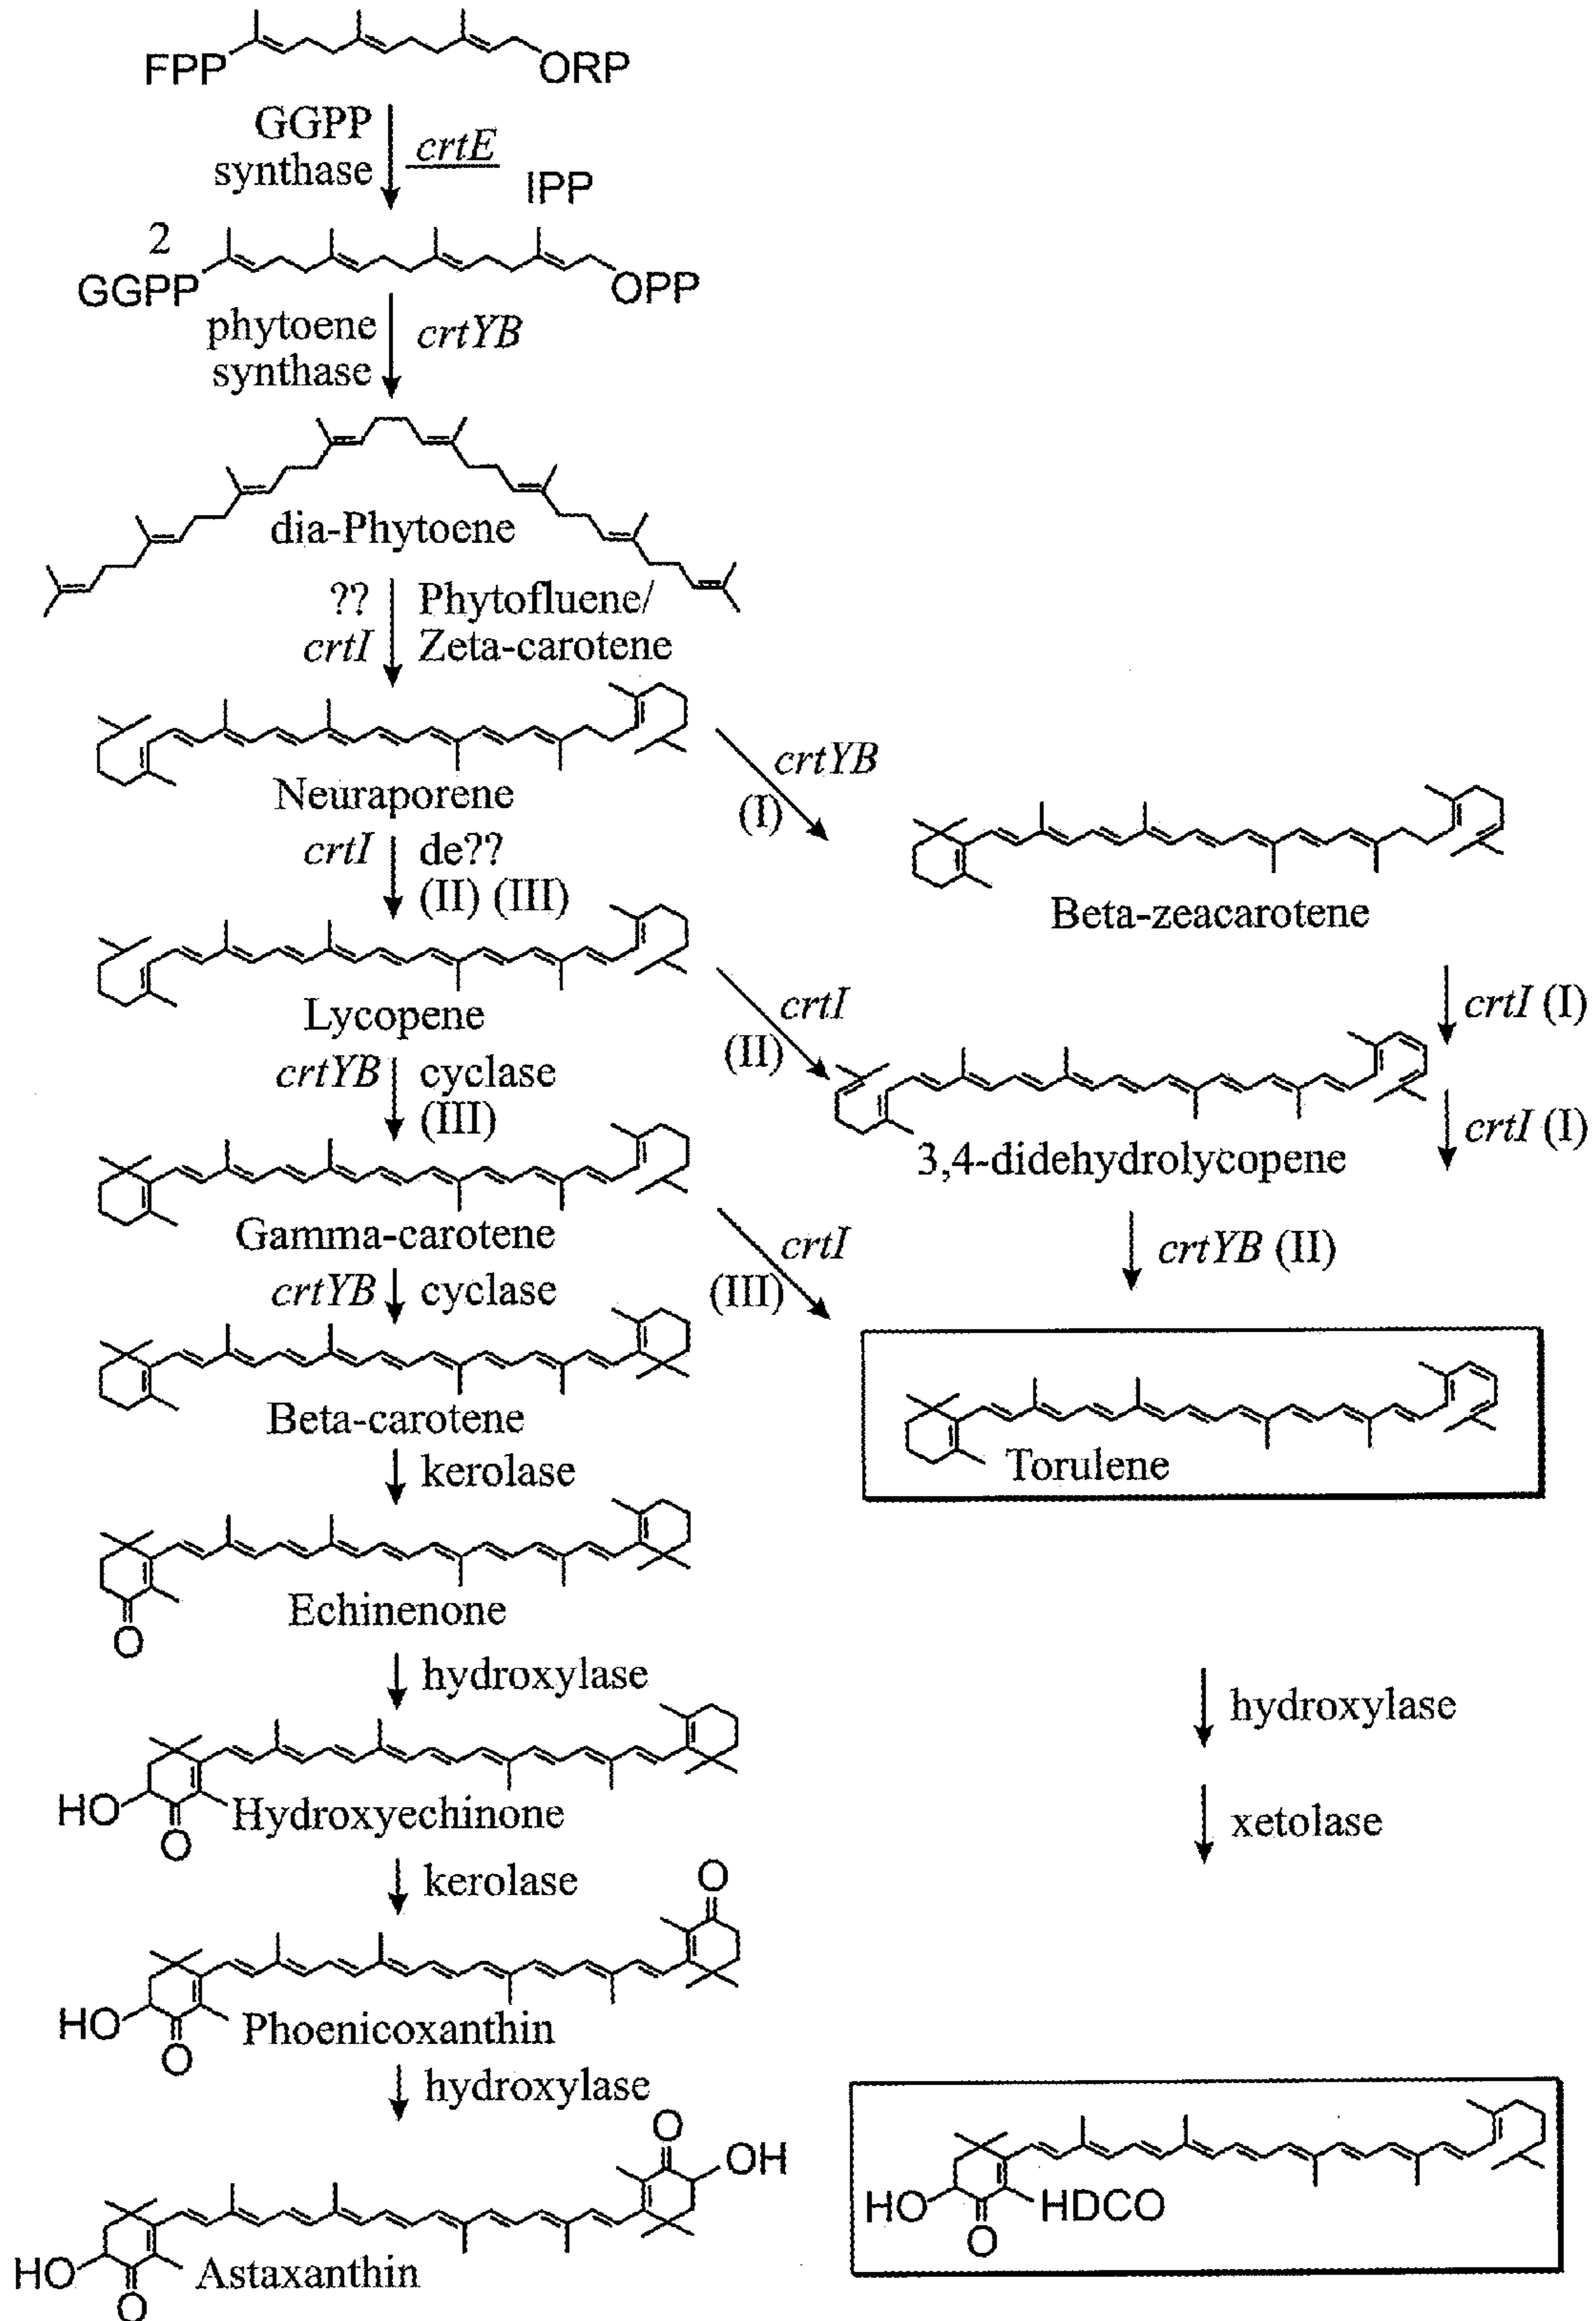 FPP
ORP
GGPP
synthase
crtE
IPP
2
GGPP
OPP
phytoene
synthase
crtYB
dia-Phytoene
??
crtI
Phytofluene/
Zeta-carotene
Neuraporene
crtYB
(I)
crtI
de??
(II) (III)
Beta-zeacarotene
Lycopene
crtI
(II)
crtI (I)
crtYB
cyclase
(III)
3,4-didehydrolycopene
crtI (I)
Gamma-carotene
crtI
(III)
crtYB (II)
crtYB
cyclase
Beta-carotene
Torulene
kerolase
O
Echinenone
hydroxylase
hydroxylase
HO
O
Hydroxyechinone
xetolase
kerolase
O
HO
O
Phoenicoxanthin
hydroxylase
O
OH
HO
O
Astaxanthin
HO
O
HDCO